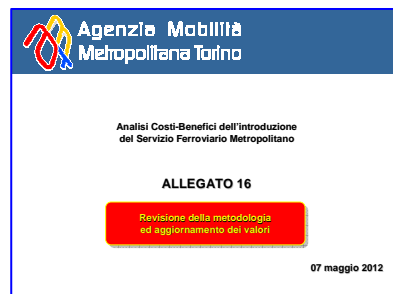 Agenzia Mobilità
Metropolitana Torino
Analisi Costi-Benefici dell'introduzione
del Servizio Ferroviario Metropolitano
ALLEGATO 16
Revisione della metodologia
ed aggiornamento dei valori
07 maggio 2012